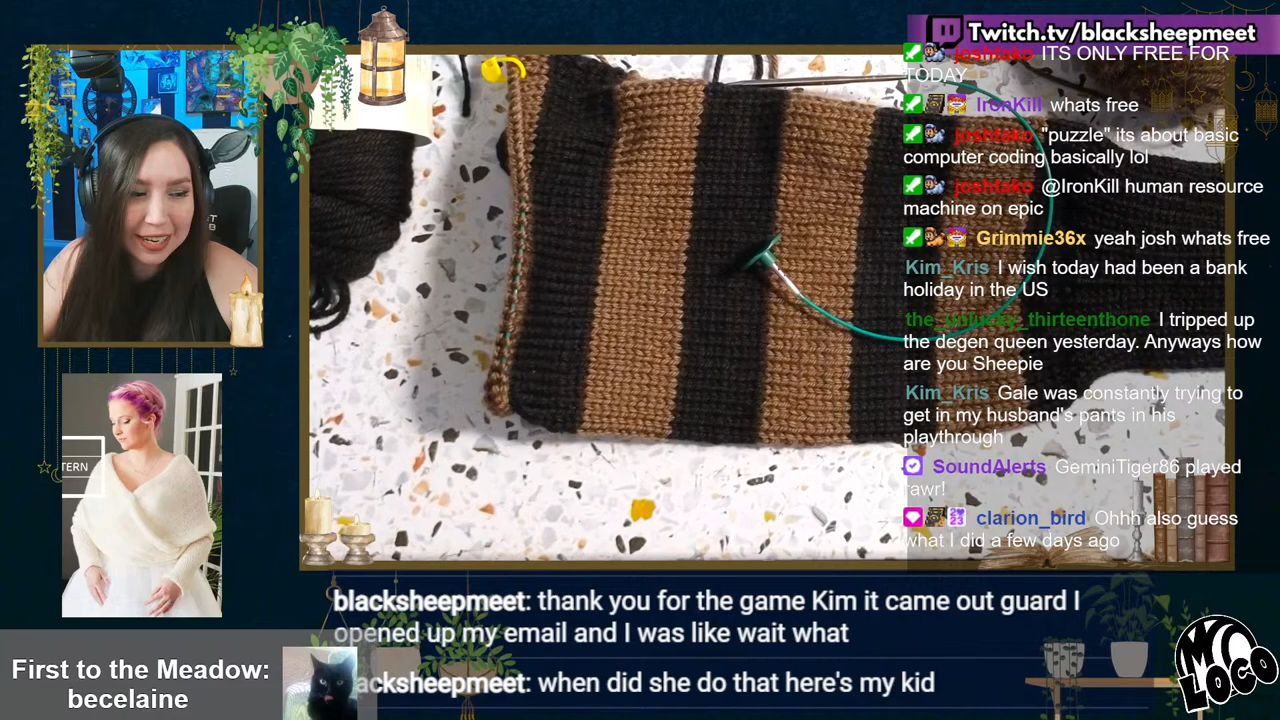 Twitch.tv/blacksheepmeet
joshtako ITS ONLY FREE FOR
TODAY
IronKill whats free
joshtako "puzzle" its about basic
computer coding basically lol
joshtako @IronKill human resource
machine on epic
Grimmie36x yeah josh whats free
Kim_Kris I wish today had been a bank
holiday in the US
the_unlucky_thirteenthone I tripped up
the degen queen yesterday. Anyways how
are you Sheepie
Kim_Kris Gale was constantly trying to
get in my husband's pants in his
playthrough
SoundAlerts GeminiTiger86 played
rawr!
clarion_bird Ohhh also guess
what I did a few days ago
TERN
blacksheepmeet: thank you for the game Kim it came out guard I
opened up my email and I was like wait what
acksheepmeet: when did she do that here's my kid
First to the Meadow:
becelaine
MC
LOCO